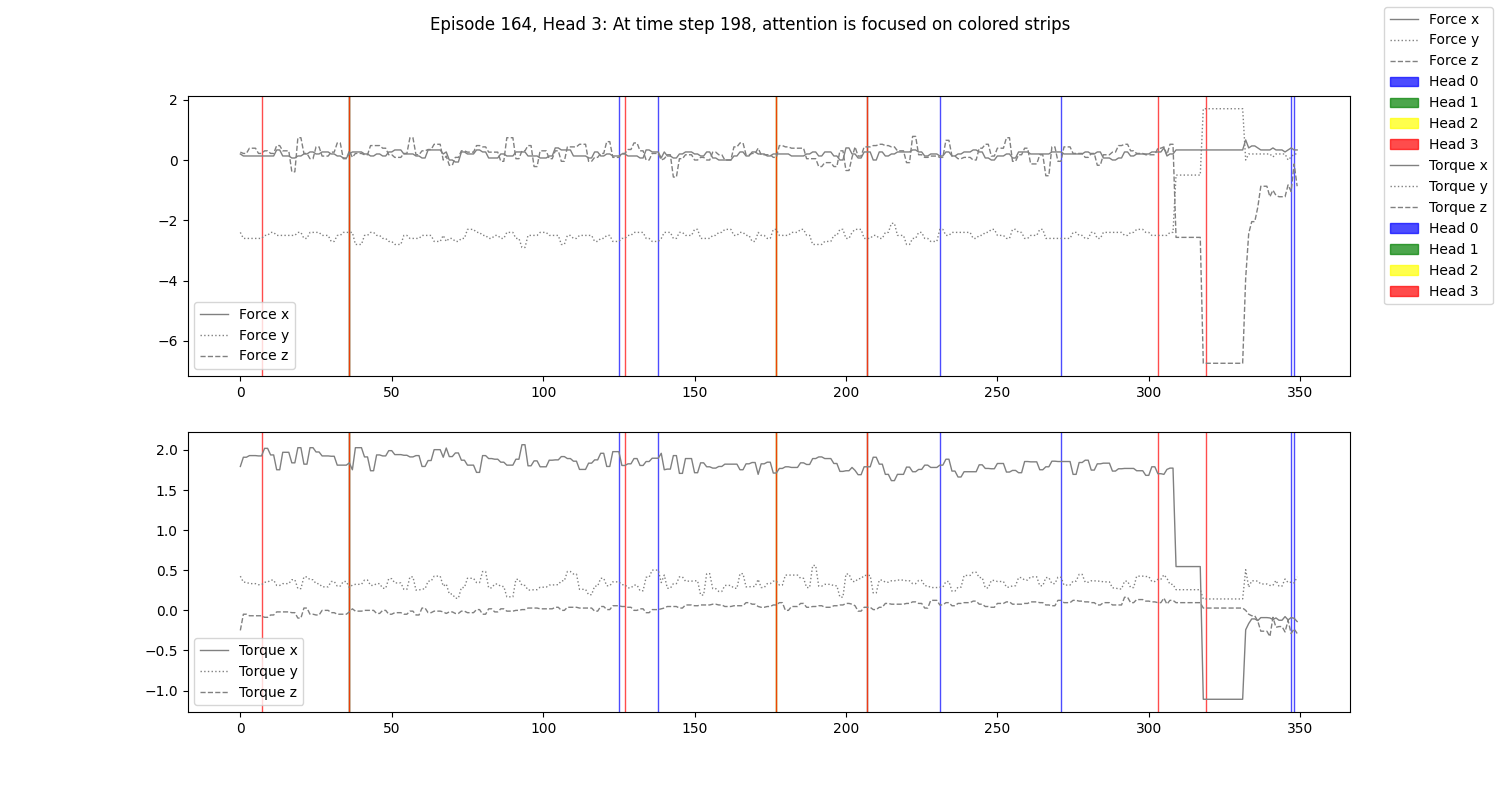 Episode 164, Head 3: At time step 198, attention is focused on colored strips
Force x
Force y
Force z
Head 0
Head 1
Head 2
Head 3
Torque x
Torque y
Torque z
Head 0
Head 1
Head 2
Head 3
2
0
−2
−4
−6
Force x
Force y
Force z
0 50 100 150 200 250 300 350
2.0
1.5
1.0
0.5
0.0
−0.5
−1.0
Torque x
Torque y
Torque z
0 50 100 150 200 250 300 350